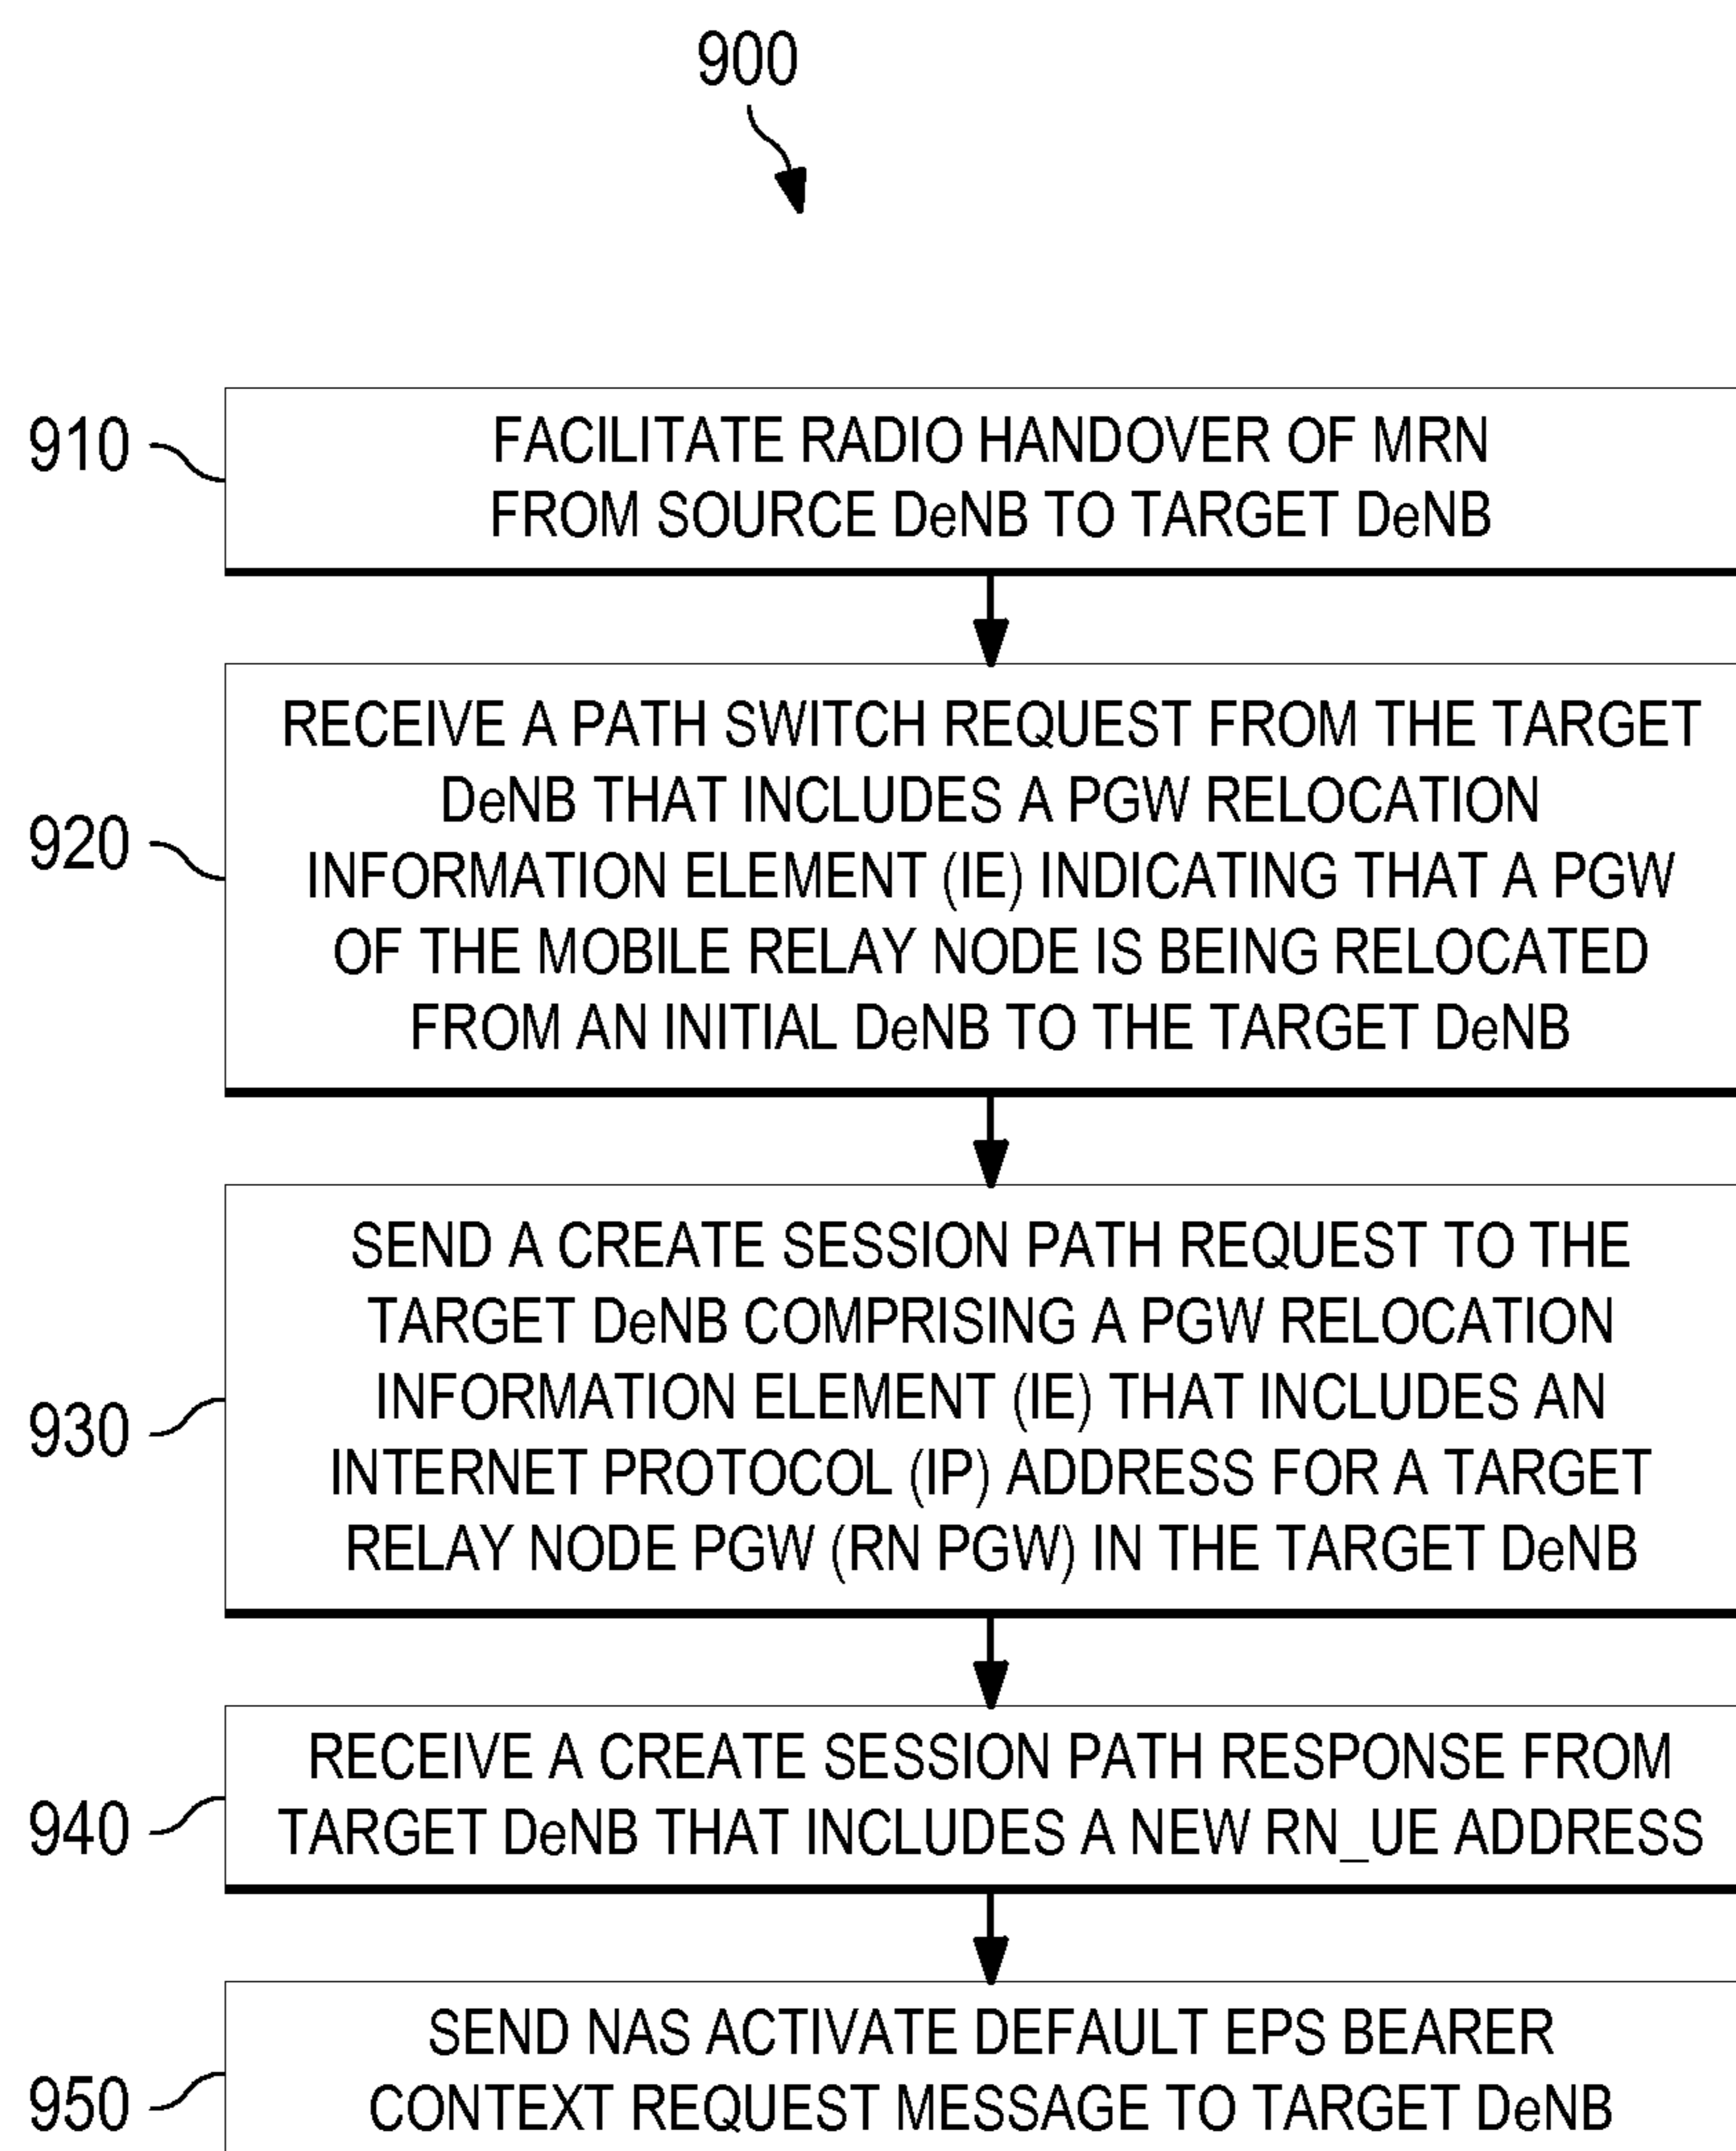 900
910
FACILITATE RADIO HANDOVER OF MRN
FROM SOURCE DeNB TO TARGET DeNB
920
RECEIVE A PATH SWITCH REQUEST FROM THE TARGET
DeNB THAT INCLUDES A PGW RELOCATION
INFORMATION ELEMENT (IE) INDICATING THAT A PGW
OF THE MOBILE RELAY NODE IS BEING RELOCATED
FROM AN INITIAL DeNB TO THE TARGET DeNB
930
SEND A CREATE SESSION PATH REQUEST TO THE
TARGET DeNB COMPRISING A PGW RELOCATION
INFORMATION ELEMENT (IE) THAT INCLUDES AN
INTERNET PROTOCOL (IP) ADDRESS FOR A TARGET
RELAY NODE PGW (RN PGW) IN THE TARGET DeNB
940
RECEIVE A CREATE SESSION PATH RESPONSE FROM
TARGET DeNB THAT INCLUDES A NEW RN_UE ADDRESS
950
SEND NAS ACTIVATE DEFAULT EPS BEARER
CONTEXT REQUEST MESSAGE TO TARGET DeNB